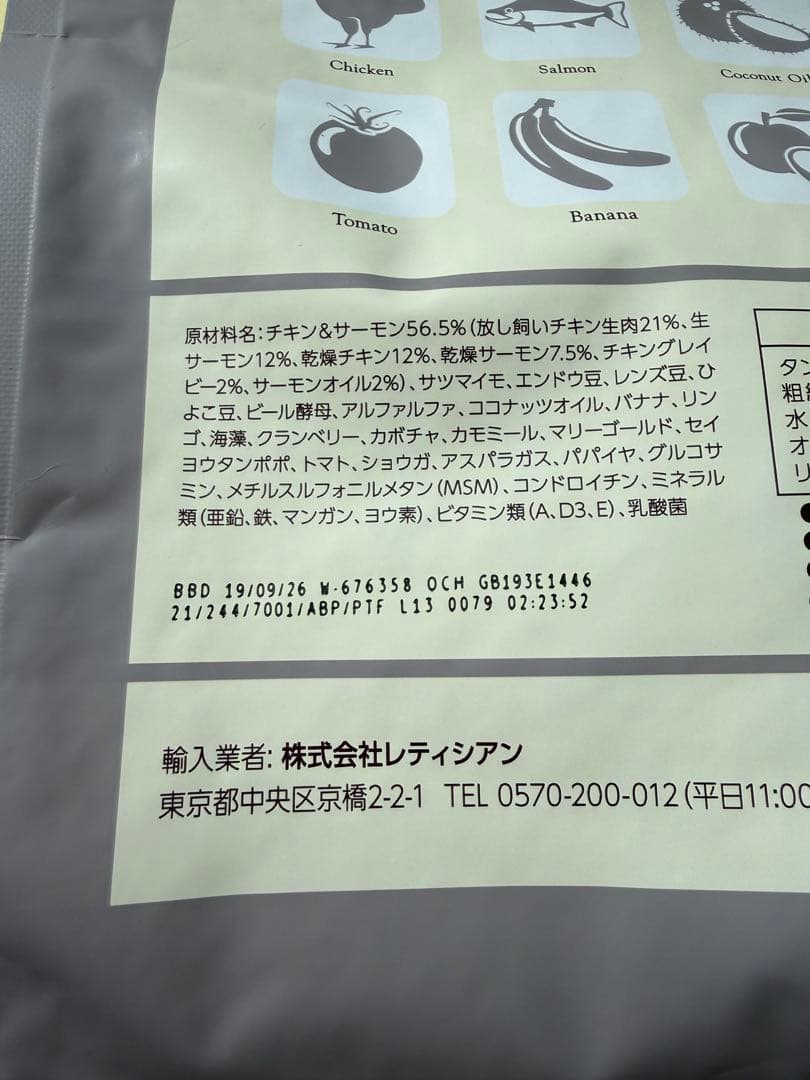 Chicken
Salmon
Coconut Oil
Tomato
Banana
原材料名:チキン&サーモン56.5%(放し飼いチキン生肉21%、生
サーモン12%、乾燥チキン12%、乾燥サーモン7.5%、チキングレイ
ビー2%、サーモンオイル2%)、サツマイモ、エンドウ豆、レンズ豆、ひ
よこ豆、ビール酵母、アルファルファ、ココナッツオイル、バナナ、リン
ゴ、海藻、クランベリー、カボチャ、カモミール、マリーゴールド、セイ
ヨウタンポポ、トマト、ショウガ、アスパラガス、パパイヤ、グルコサ
ミン、メチルスルフォニルメタン(MSM)、コンドロイチン、ミネラル
類(亜鉛、鉄、マンガン、ヨウ素)、ビタミン類(A、D3、E)、乳酸菌
タン
粗
水
オ
リ
BBD 19/09/26 W-676358 OCH GB193E1446
21/244/7001/ABP/PTF L13 0079 02:23:52
輸入業者: 株式会社レティシアン
東京都中央区京橋2-2-1 TEL 0570-200-012(平日11:00